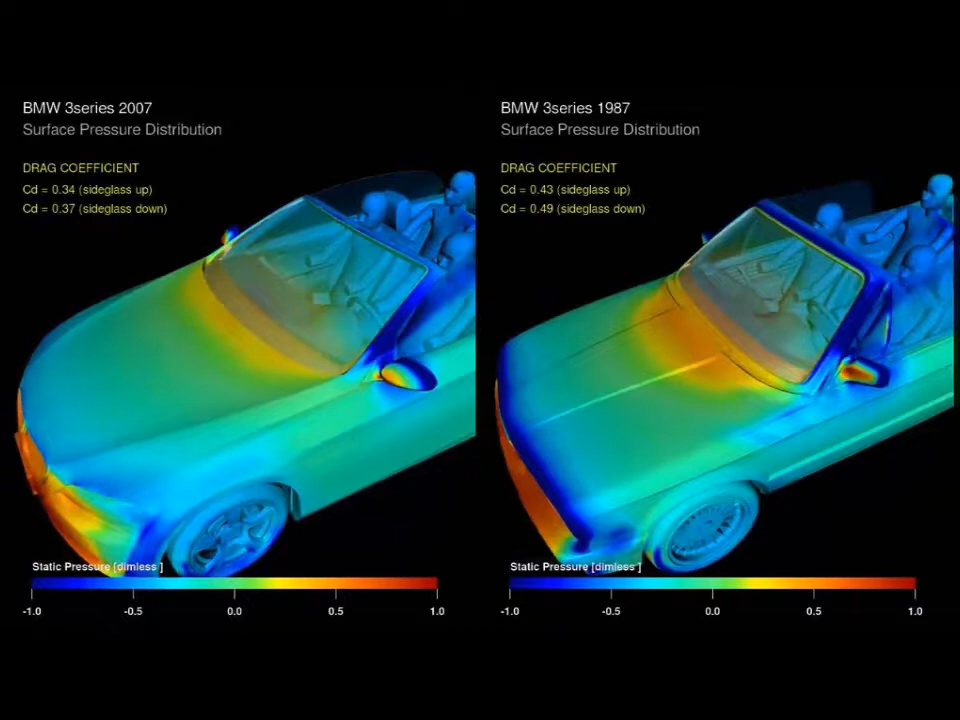 BMW 3series 2007
Surface Pressure Distribution
DRAG COEFFICIENT
Cd = 0.34 (sideglass up)
Cd = 0.37 (sideglass down)
Static Pressure [dimless ]
-1.0 -0.5 0.0 0.5 1.0
BMW 3series 1987
Surface Pressure Distribution
DRAG COEFFICIENT
Cd = 0.43 (sideglass up)
Cd = 0.49 (sideglass down)
Static Pressure [dimless ]
-1.0 -0.5 0.0 0.5 1.0